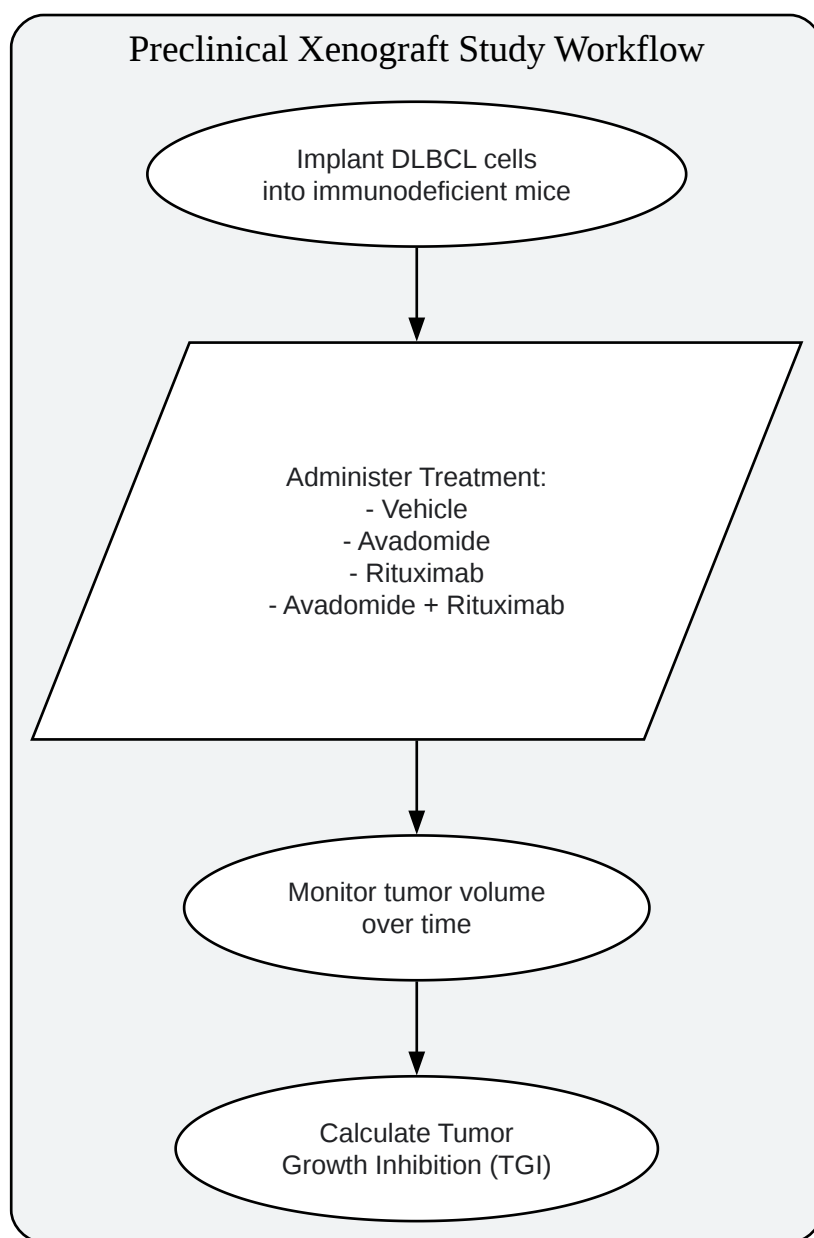 Preclinical Xenograft Study Workflow
Implant DLBCL cells
into immunodeficient mice
Administer Treatment:
- Vehicle
- Avadomide
- Rituximab
- Avadomide + Rituximab
Monitor tumor volume
over time
Calculate Tumor
Growth Inhibition (TGI)